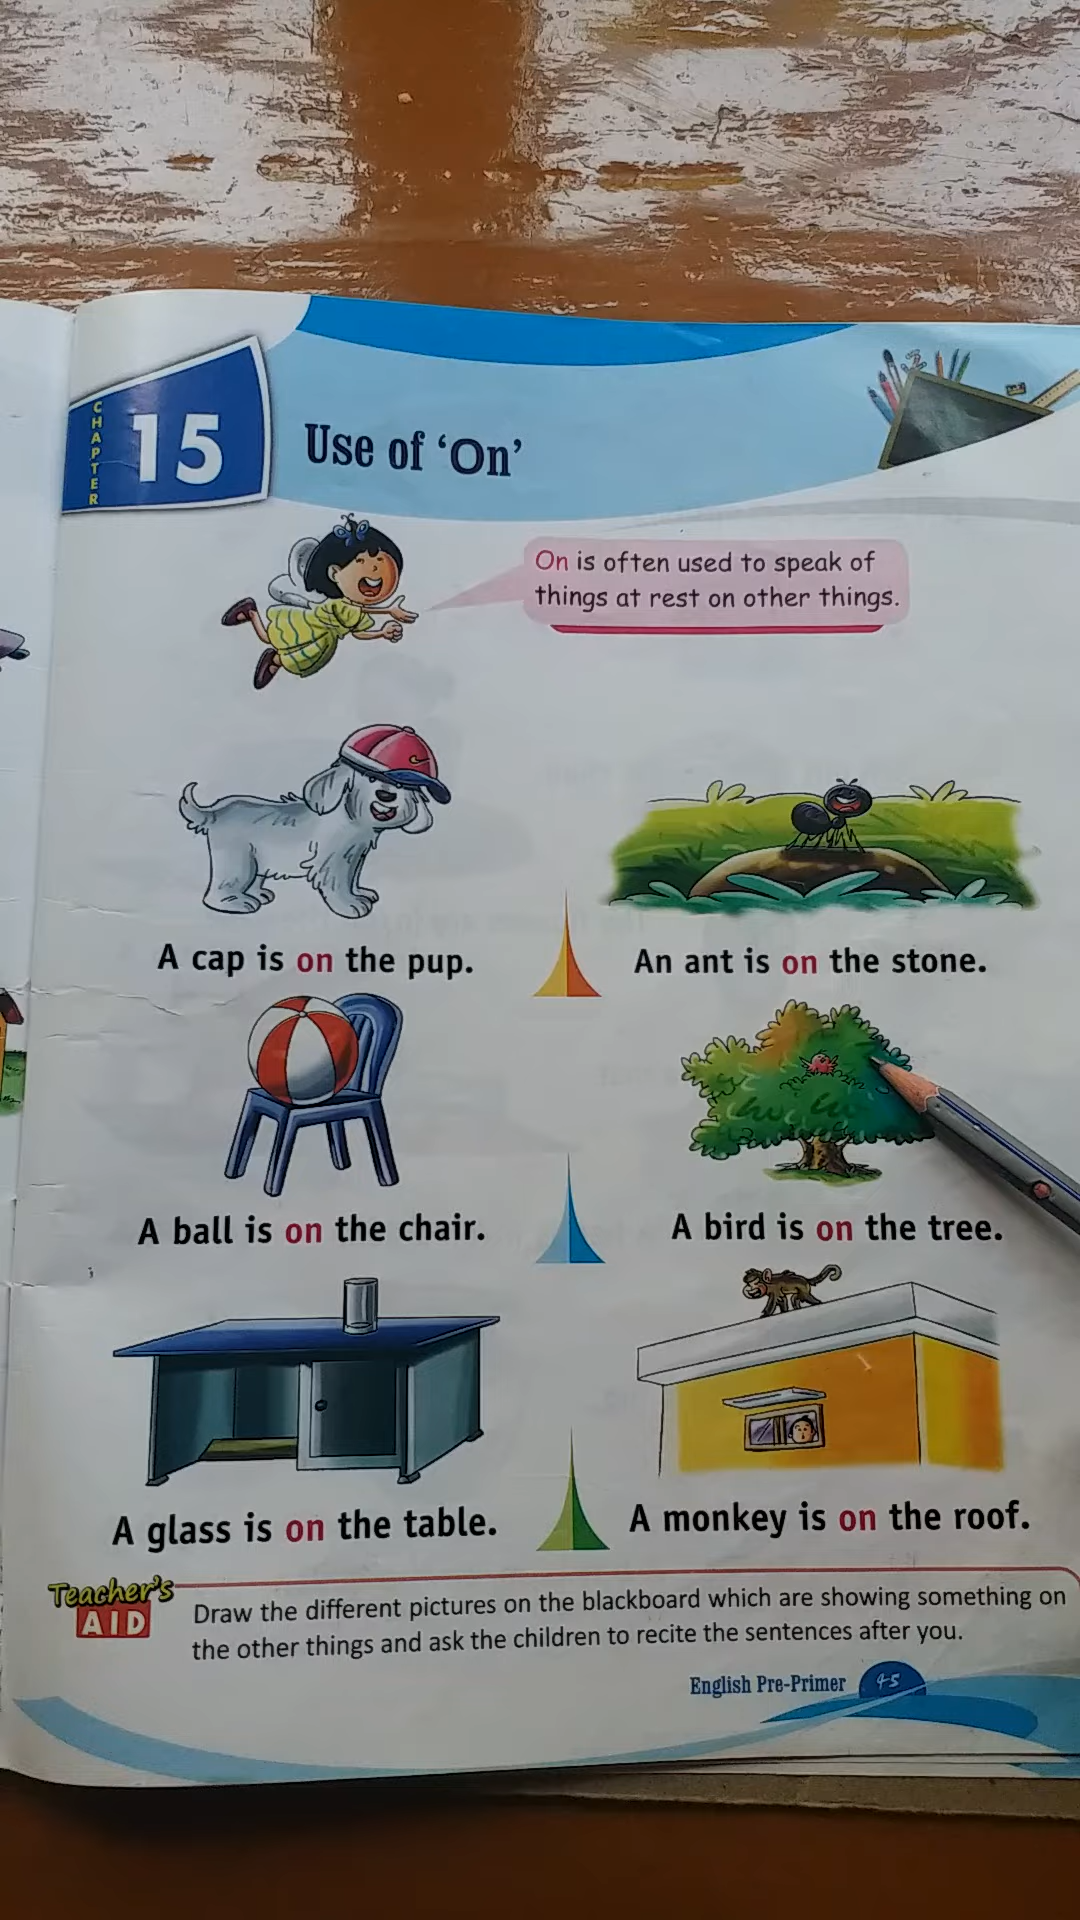 CHAPTER
15
Use of ‘On’
On is often used to speak of
things at rest on other things.
A cap is on the pup.
An ant is on the stone.
A ball is on the chair.
A bird is on the tree.
A glass is on the table.
A monkey is on the roof.
Teacher's
AID
Draw the different pictures on the blackboard which are showing something on
the other things and ask the children to recite the sentences after you.
English Pre-Primer
45